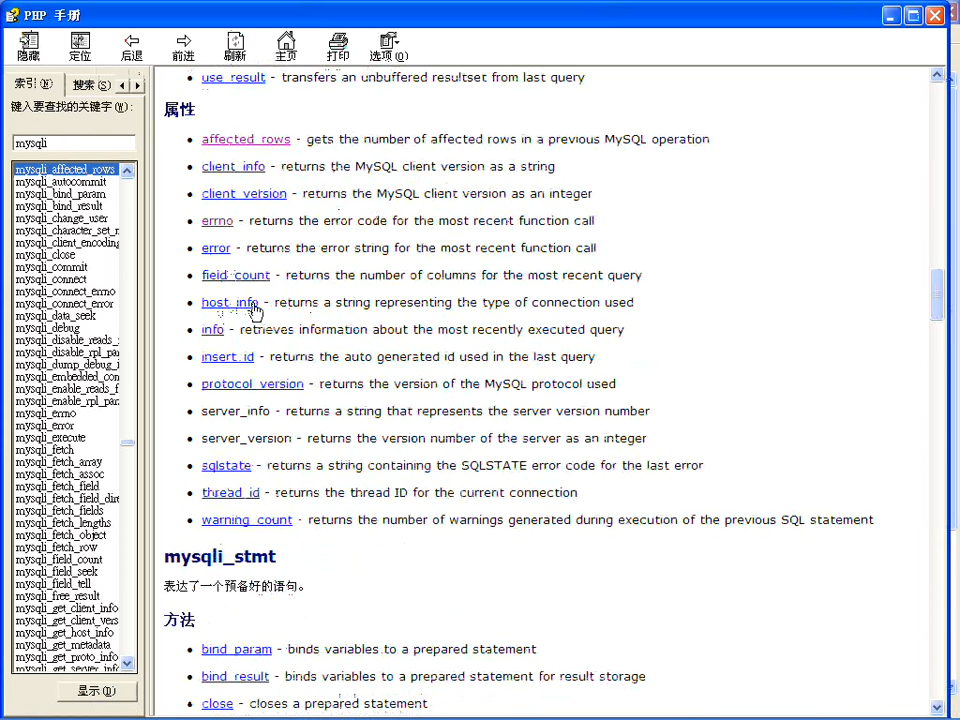 PHP 手册
隐藏 定位 后退 前进 刷新 主页 打印 选项(O)
索引(N) 搜索(S)
键入要查找的关键字(W):
mysqli
mysqli_affected_rows
mysqli_autocommit
mysqli_bind_param
mysqli_bind_result
mysqli_change_user
mysqli_character_set_n
mysqli_client_encoding
mysqli_close
mysqli_commit
mysqli_connect
mysqli_connect_errno
mysqli_connect_error
mysqli_data_seek
mysqli_debug
mysqli_disable_reads_
mysqli_disable_rpl_par
mysqli_dump_debug_i
mysqli_embedded_con
mysqli_enable_reads_f
mysqli_enable_rpl_par
mysqli_errno
mysqli_error
mysqli_execute
mysqli_fetch
mysqli_fetch_array
mysqli_fetch_assoc
mysqli_fetch_field
mysqli_fetch_field_dire
mysqli_fetch_fields
mysqli_fetch_lengths
mysqli_fetch_object
mysqli_fetch_row
mysqli_field_count
mysqli_field_seek
mysqli_field_tell
mysqli_free_result
mysqli_get_client_info
mysqli_get_client_vers
mysqli_get_host_info
mysqli_get_metadata
mysqli_get_proto_info
mysqli_get_server_info
显示(D)
use_result - transfers an unbuffered resultset from last query
属性
affected_rows - gets the number of affected rows in a previous MySQL operation
client_info - returns the MySQL client version as a string
client_version - returns the MySQL client version as an integer
errno - returns the error code for the most recent function call
error - returns the error string for the most recent function call
field_count - returns the number of columns for the most recent query
host_info - returns a string representing the type of connection used
info - retrieves information about the most recently executed query
insert_id - returns the auto generated id used in the last query
protocol_version - returns the version of the MySQL protocol used
server_info - returns a string that represents the server version number
server_version - returns the version number of the server as an integer
sqlstate - returns a string containing the SQLSTATE error code for the last error
thread_id - returns the thread ID for the current connection
warning_count - returns the number of warnings generated during execution of the previous SQL statement
mysqli_stmt
表达了一个预备好的语句。
方法
bind_param - binds variables to a prepared statement
bind_result - binds variables to a prepared statement for result storage
close - closes a prepared statement